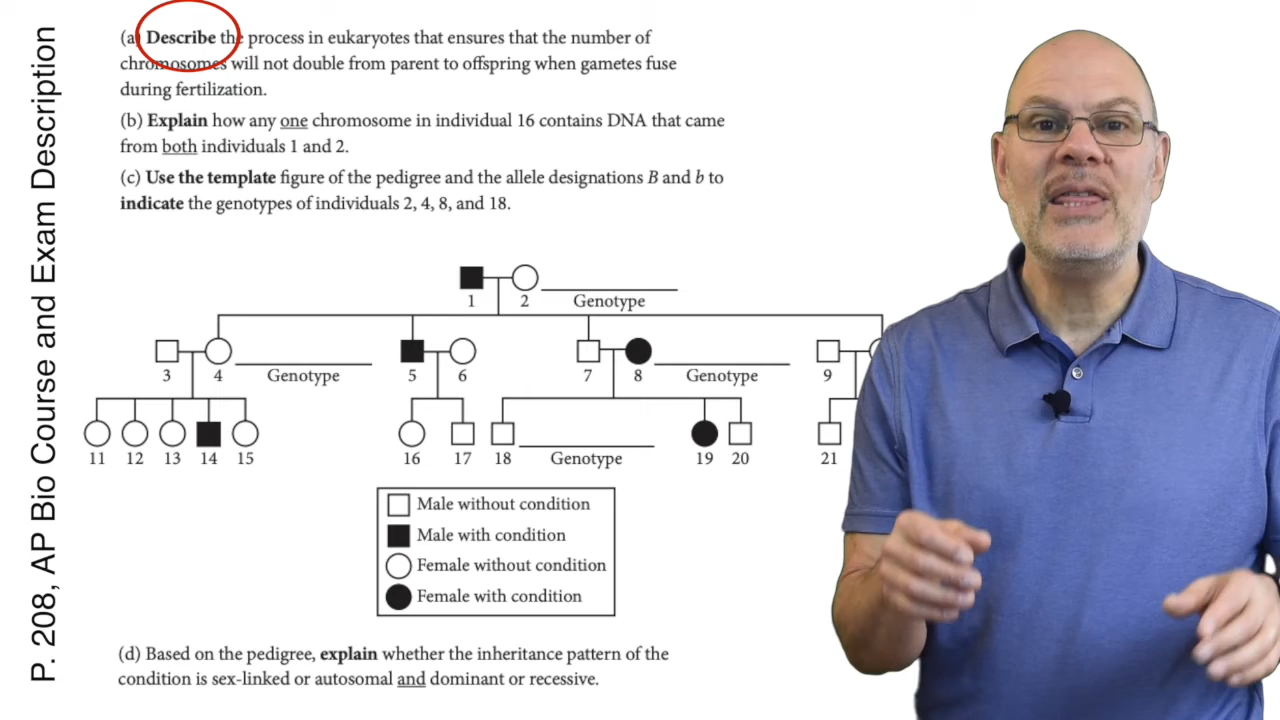 P. 208, AP Bio Course and Exam Description
(a) Describe the process in eukaryotes that ensures that the number of
chromosomes will not double from parent to offspring when gametes fuse
during fertilization.
(b) Explain how any one chromosome in individual 16 contains DNA that came
from both individuals 1 and 2.
(c) Use the template figure of the pedigree and the allele designations B and b to
indicate the genotypes of individuals 2, 4, 8, and 18.
1 2 Genotype
3 4 Genotype 5 6 7 8 Genotype 9
11 12 13 14 15 16 17 18 Genotype 19 20 21
Male without condition
Male with condition
Female without condition
Female with condition
(d) Based on the pedigree, explain whether the inheritance pattern of the
condition is sex-linked or autosomal and dominant or recessive.